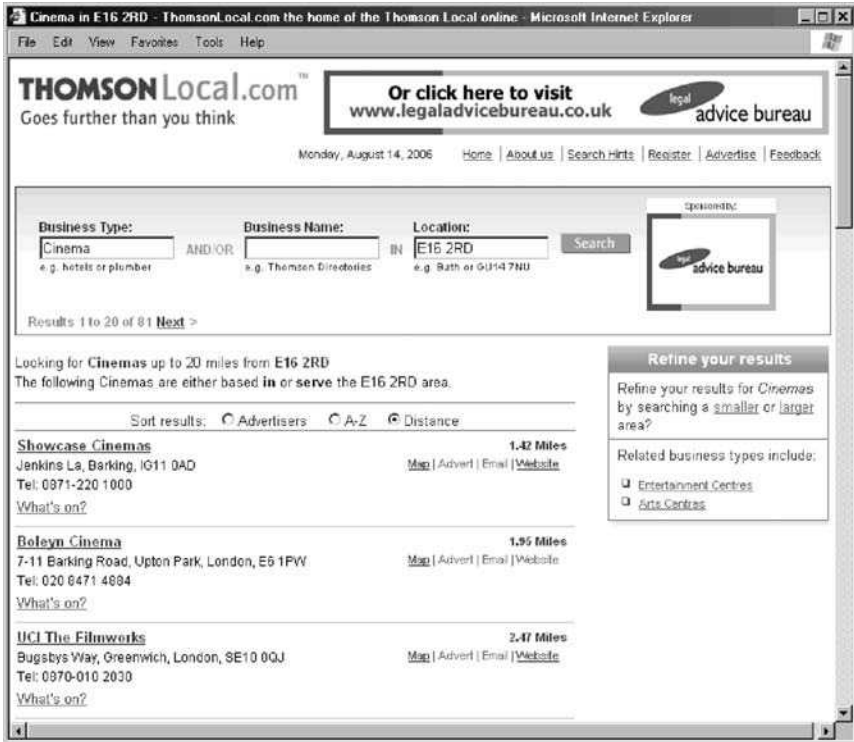 Cinema in E16 2RD - ThomsonLocal.com the home of the Thomson Local online - Microsoft Internet Explorer
File Edit View Favorites Tools Help
THOMSONLocal.com™
Goes further than you think
Or click here to visit
www.legaladvicebureau.co.uk
legal
advice bureau
Monday, August 14, 2006 Home | About us | Search Hints | Register | Advertise | Feedback
Sponsored by:
Business Type: Business Name: Location:
Cinema AND/OR IN E16 2RD Search
e.g. hotels or plumber e.g. Thomson Directories e.g. Bath or GU14 7NU
legal
advice bureau
Results 1 to 20 of 81 Next >
Looking for Cinemas up to 20 miles from E16 2RD
The following Cinemas are either based in or serve the E16 2RD area.
Sort results: Advertisers A-Z Distance
Showcase Cinemas 1.42 Miles
Jenkins La, Barking, IG11 0AD Map | Advert | Email | Website
Tel: 0871-220 1000
What's on?
Boleyn Cinema 1.95 Miles
7-11 Barking Road, Upton Park, London, E6 1PW Map | Advert | Email | Website
Tel: 020 8471 4884
What's on?
UCI The Filmworks 2.47 Miles
Bugsbys Way, Greenwich, London, SE10 0QJ Map | Advert | Email | Website
Tel: 0870-010 2030
What's on?
Refine your results
Refine your results for Cinemas
by searching a smaller or larger
area?
Related business types include:
Entertainment Centres
Arts Centres